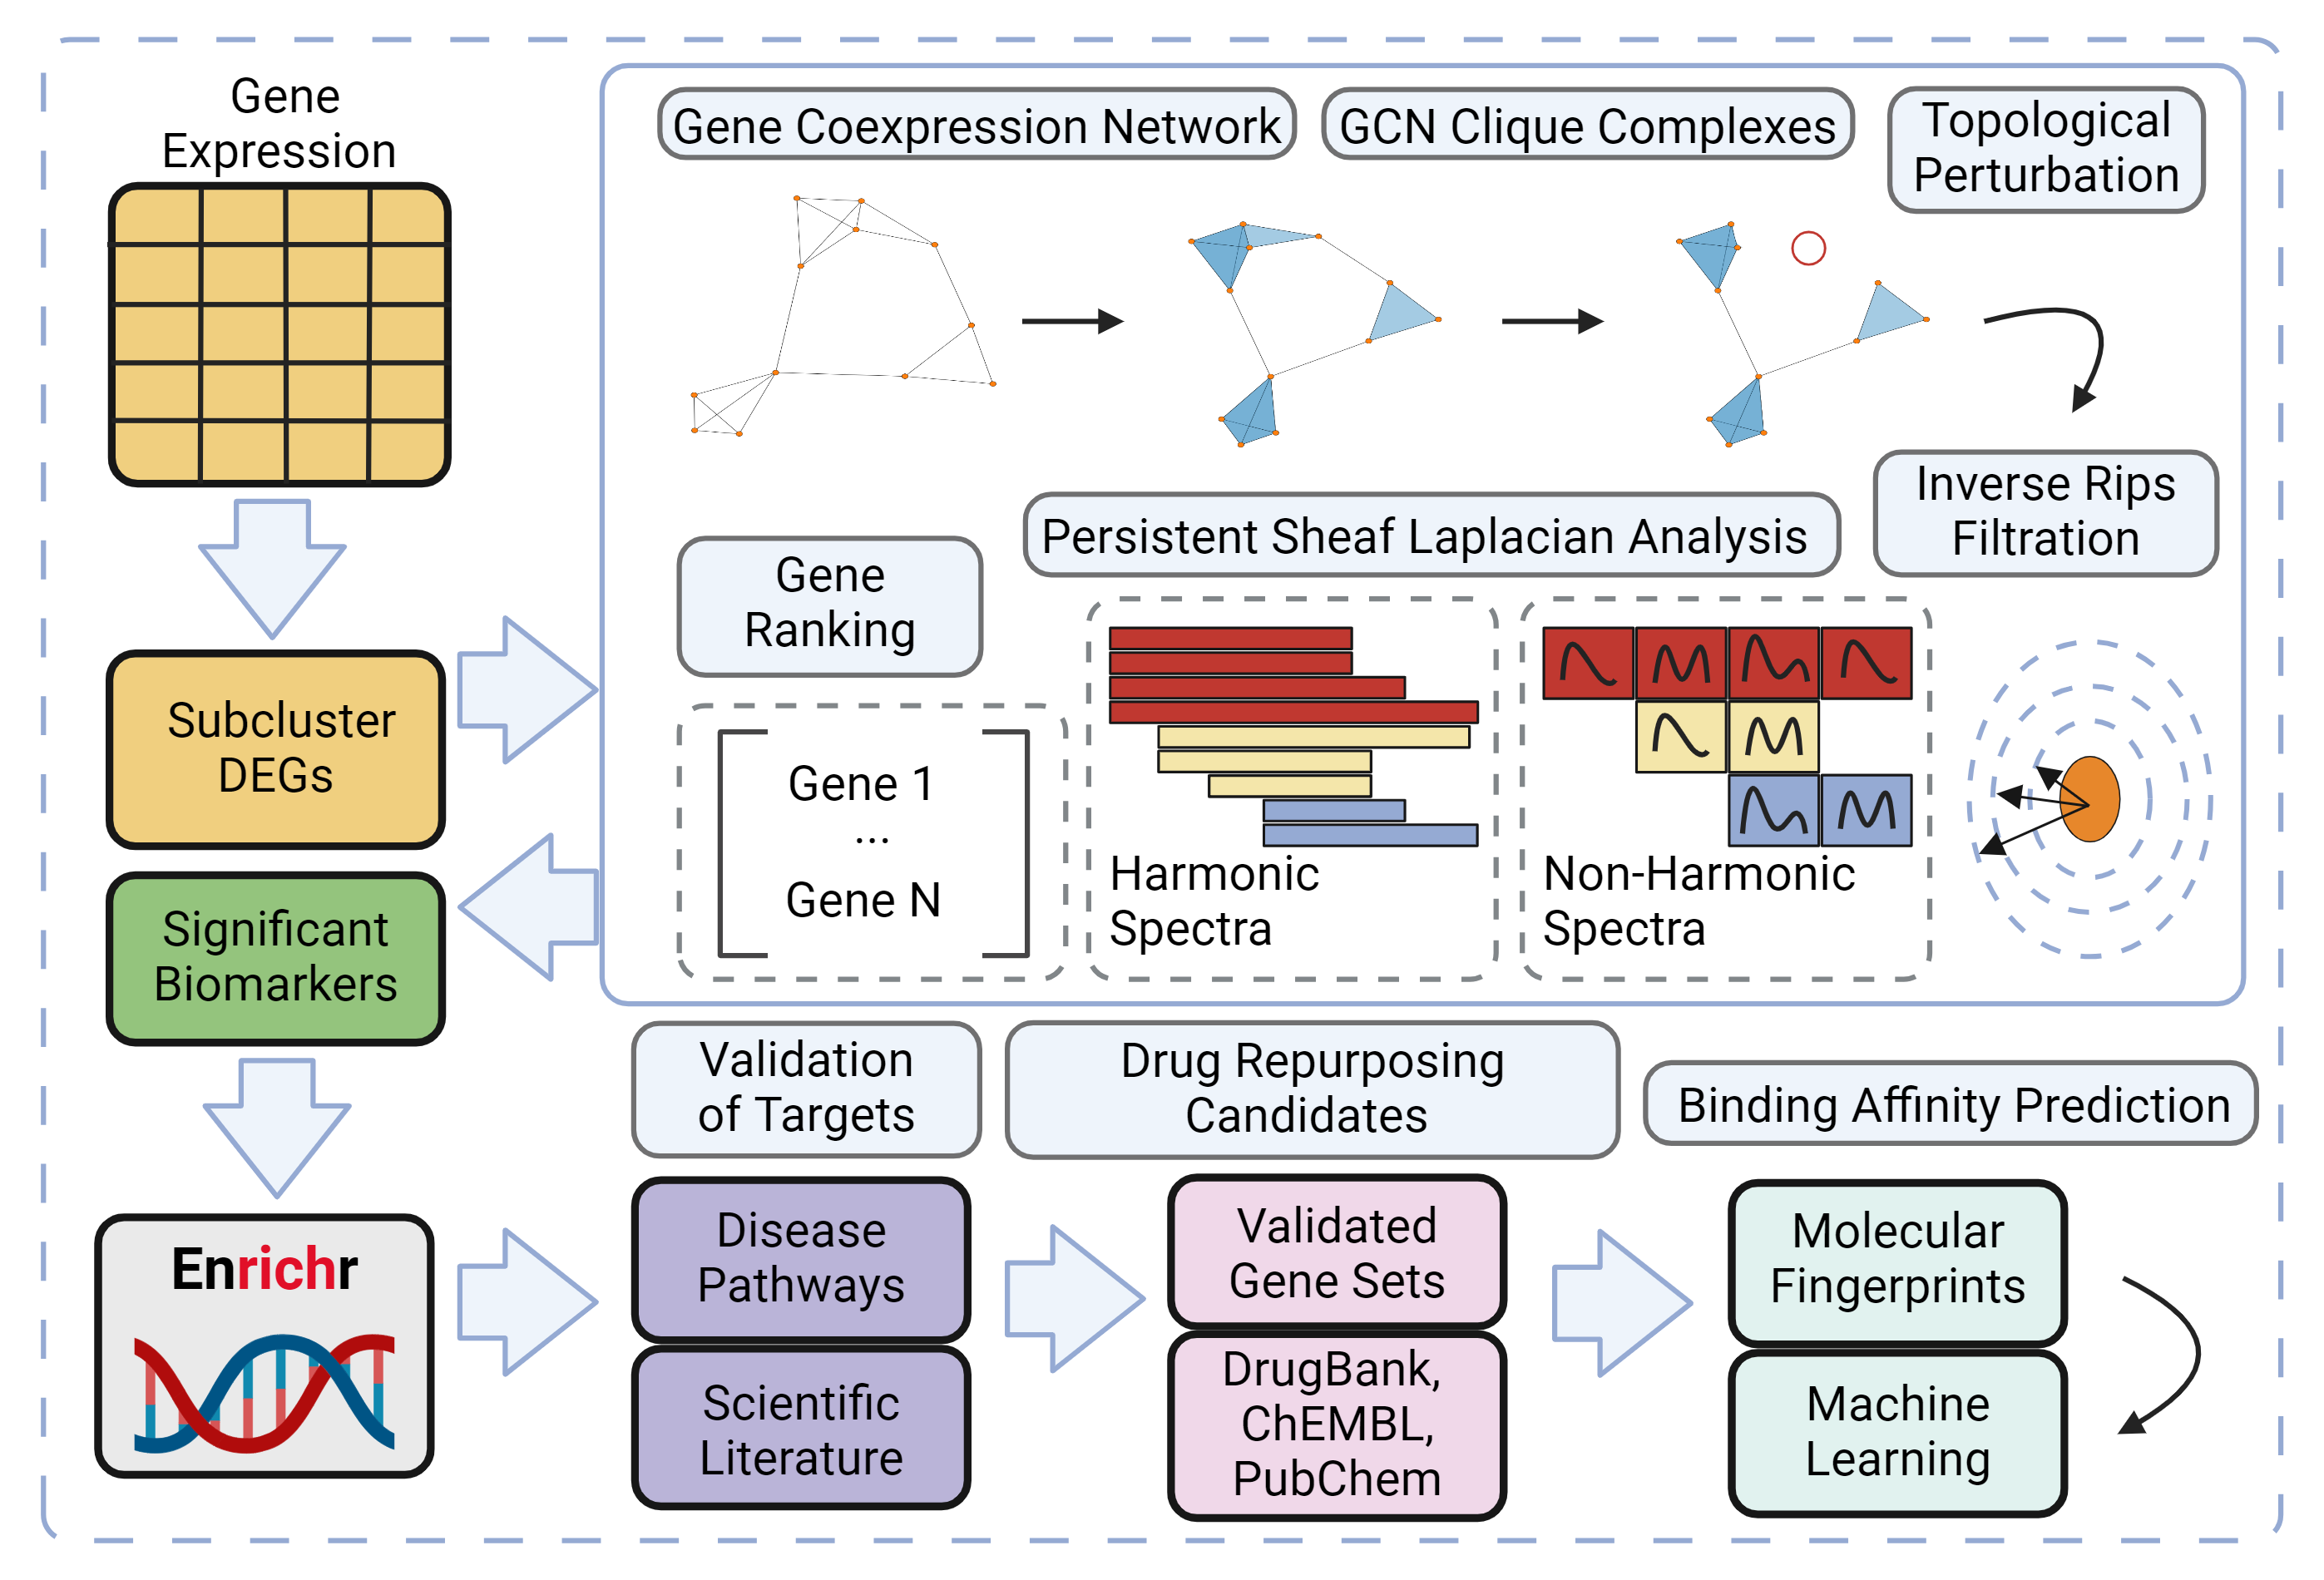 Gene
Expression
Gene Coexpression Network
GCN Clique Complexes
Topological
Perturbation
Inverse Rips
Filtration
Persistent Sheaf Laplacian Analysis
Gene
Ranking
Gene 1
...
Gene N
Harmonic
Spectra
Non-Harmonic
Spectra
Subcluster
DEGs
Significant
Biomarkers
Enrichr
Validation
of Targets
Disease
Pathways
Scientific
Literature
Drug Repurposing
Candidates
Validated
Gene Sets
DrugBank,
ChEMBL,
PubChem
Binding Affinity Prediction
Molecular
Fingerprints
Machine
Learning